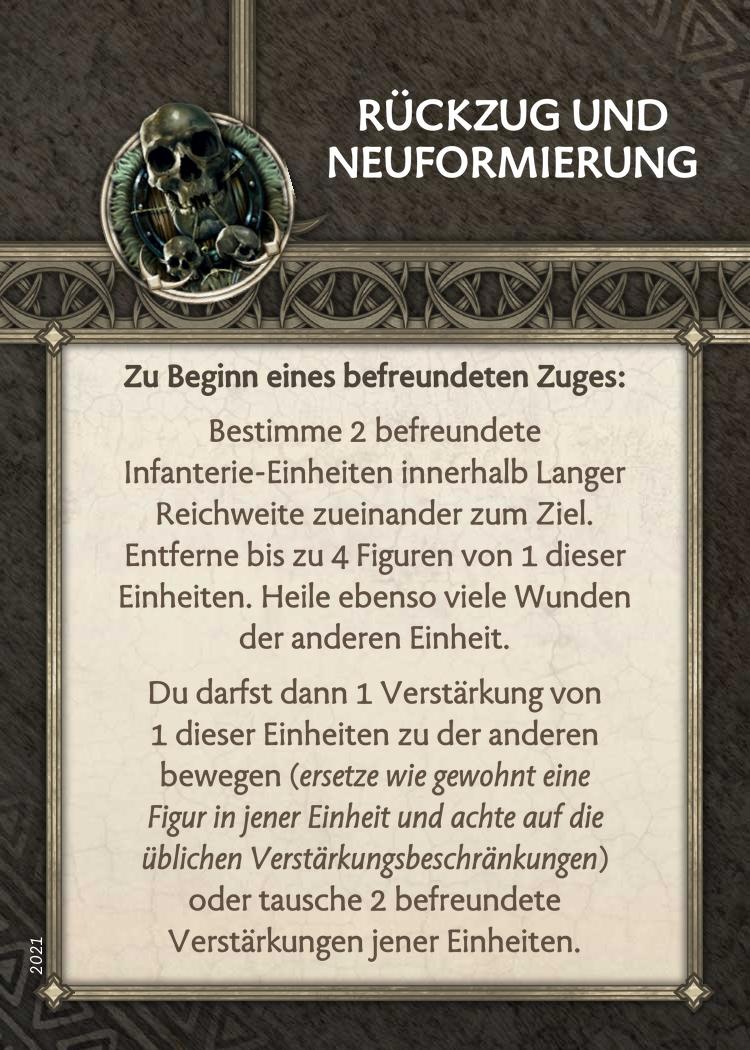 RÜCKZUG UND
NEUFORMIERUNG
Zu Beginn eines befreundeten Zuges:
Bestimme 2 befreundete
Infanterie-Einheiten innerhalb Langer
Reichweite zueinander zum Ziel.
Entferne bis zu 4 Figuren von 1 dieser
Einheiten. Heile ebenso viele Wunden
der anderen Einheit.
Du darfst dann 1 Verstärkung von
1 dieser Einheiten zu der anderen
bewegen (ersetze wie gewohnt eine
Figur in jener Einheit und achte auf die
üblichen Verstärkungsbeschränkungen)
oder tausche 2 befreundete
Verstärkungen jener Einheiten.
2021